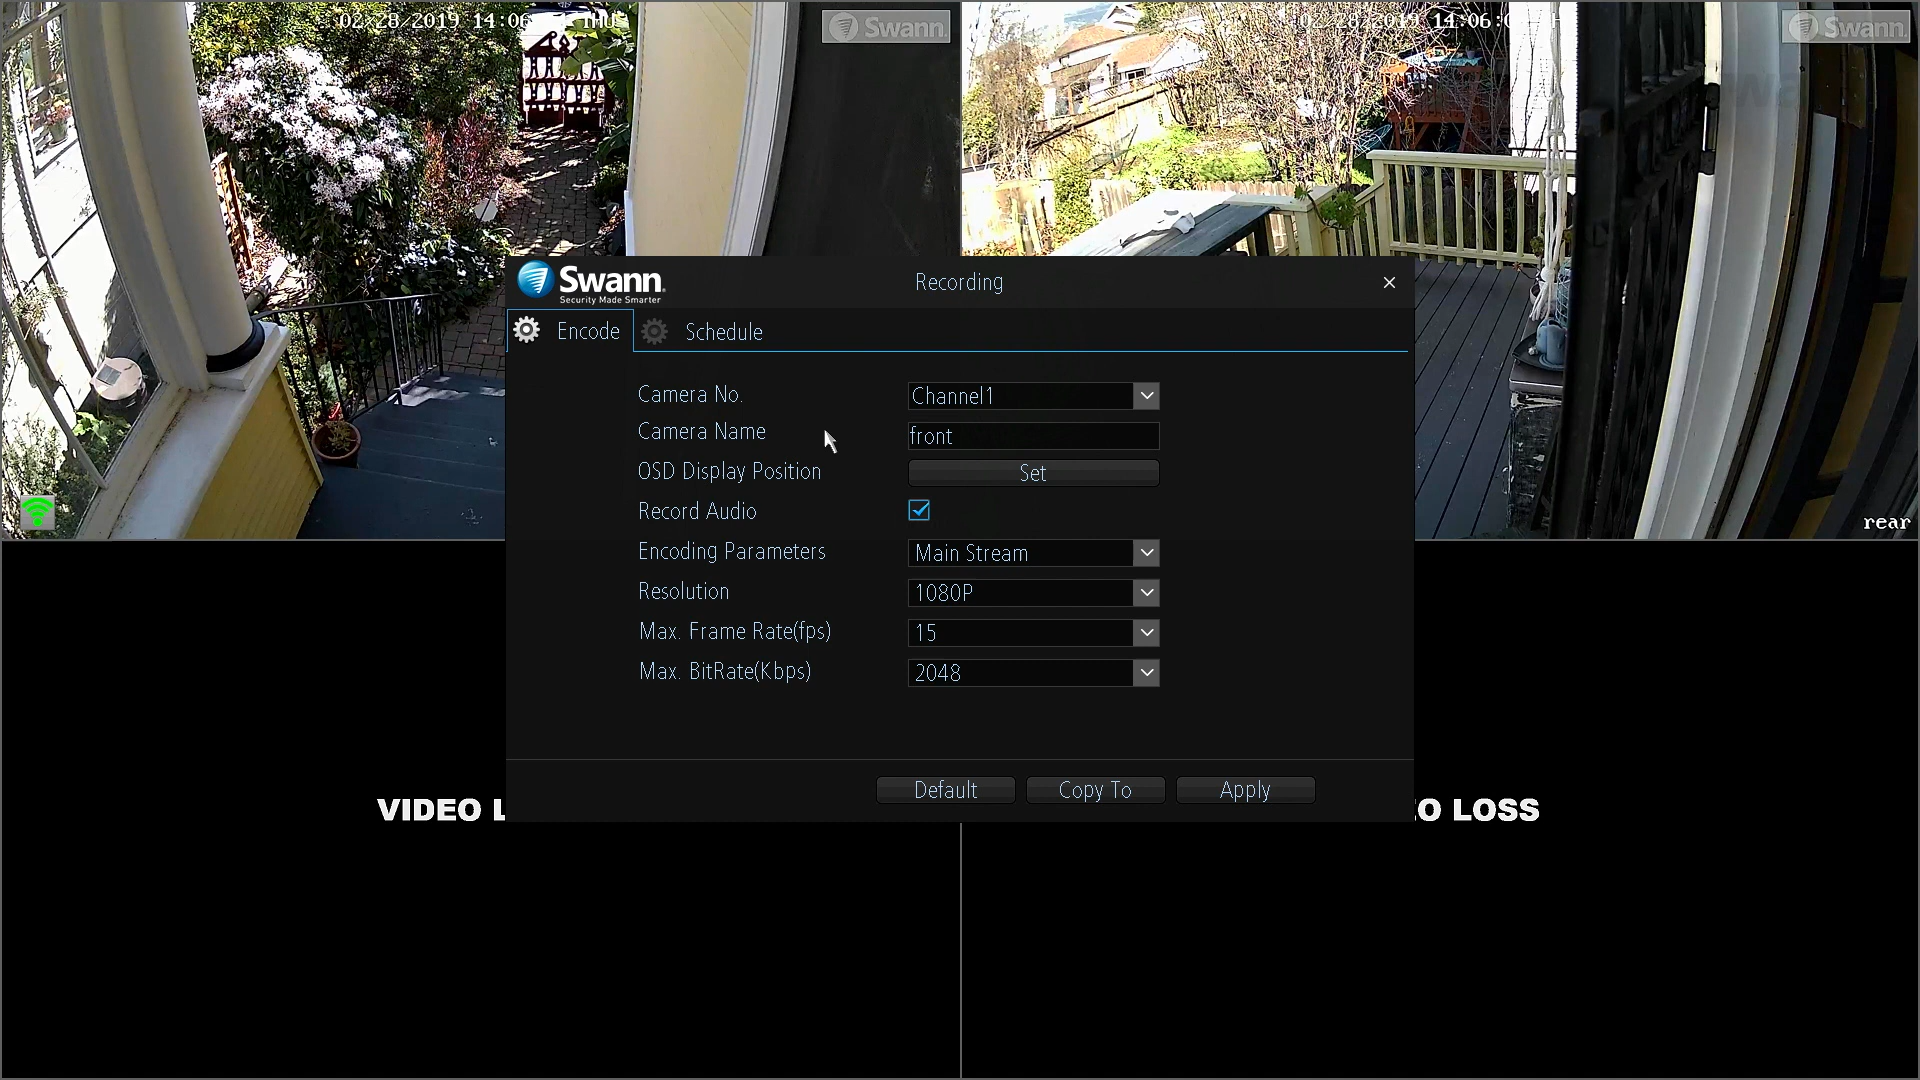 02/28/2019 14:06
THU
Swann
02/28/2019 14:06:
Swann
Swann
Security Made Smarter
Recording
Encode
Schedule
Camera No.
Channel1
Camera Name
front
OSD Display Position
Set
Record Audio
Encoding Parameters
Main Stream
Resolution
1080P
Max. Frame Rate(fps)
15
Max. BitRate(Kbps)
2048
Default
Copy To
Apply
rear
VIDEO L
O LOSS